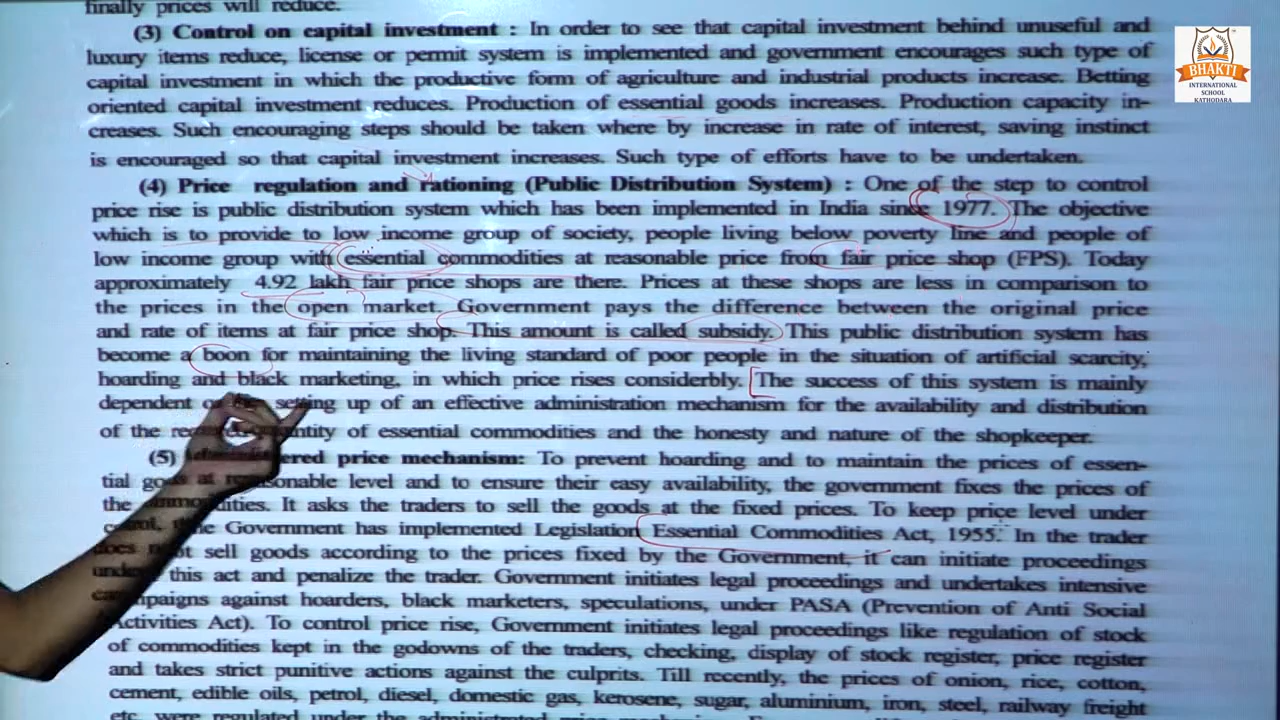 finally prices will reduce.
(3) Control on capital investment : In order to see that capital investment behind unuseful and
luxury items reduce, license or permit system is implemented and government encourages such type of
capital investment in which the productive form of agriculture and industrial products increase. Betting
oriented capital investment reduces. Production of essential goods increases. Production capacity in-
creases. Such encouraging steps should be taken where by increase in rate of interest, saving instinct
is encouraged so that capital investment increases. Such type of efforts have to be undertaken.
(4) Price regulation and rationing (Public Distribution System) : One of the step to control
price rise is public distribution system which has been implemented in India since 1977. The objective
which is to provide to low income group of society, people living below poverty line and people of
low income group with essential commodities at reasonable price from fair price shop (FPS). Today
approximately 4.92 lakh fair price shops are there. Prices at these shops are less in comparison to
the prices in the open market. Government pays the difference between the original price
and rate of items at fair price shop. This amount is called subsidy. This public distribution system has
become a boon for maintaining the living standard of poor people in the situation of artificial scarcity,
hoarding and black marketing, in which price rises considerbly. The success of this system is mainly
dependent setting up of an effective administration mechanism for the availability and distribution
of the of essential commodities and the honesty and nature of the shopkeeper.
(5) price mechanism: To prevent hoarding and to maintain the prices of essen-
tial level and to ensure their easy availability, the government fixes the prices of
the It asks the traders to sell the goods at the fixed prices. To keep price level under
Government has implemented Legislation Essential Commodities Act, 1955. In the trader
sell goods according to the prices fixed by the Government, it can initiate proceedings
this act and penalize the trader. Government initiates legal proceedings and undertakes intensive
against hoarders, black marketers, speculations, under PASA (Prevention of Anti Social
Activities Act). To control price rise, Government initiates legal proceedings like regulation of stock
of commodities kept in the godowns of the traders, checking, display of stock register, price register
and takes strict punitive actions against the culprits. Till recently, the prices of onion, rice, cotton,
cement, edible oils, petrol, diesel, domestic gas, kerosene, sugar, aluminium, iron, steel, railway freight
etc. were regulated under the administrated price
BHAKTI
INTERNATIONAL
SCHOOL
KATHODARA